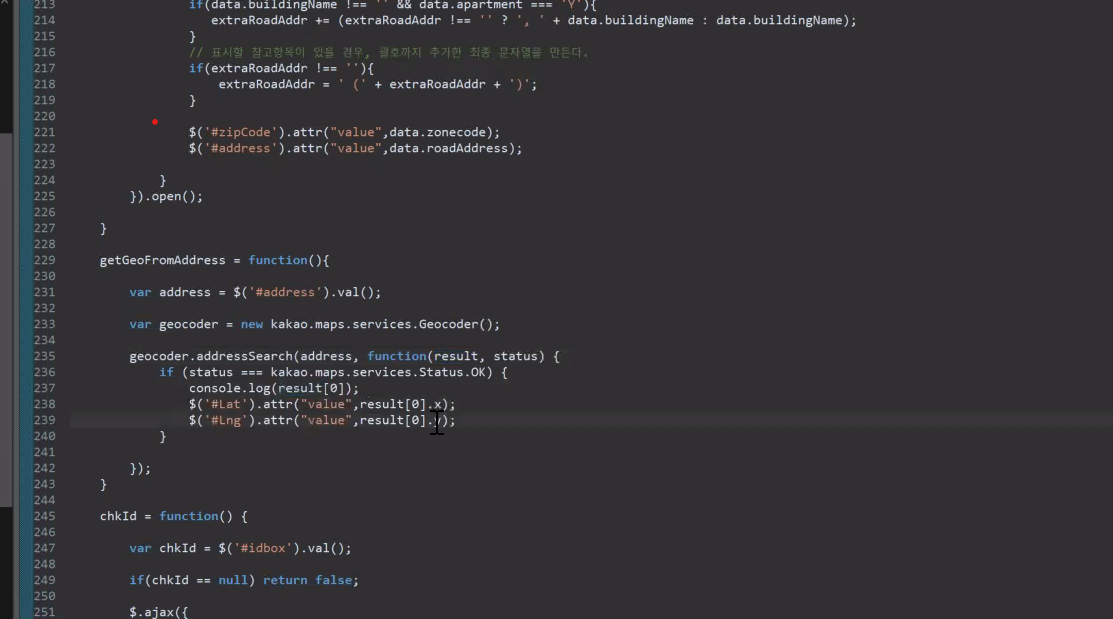 213 if(data.buildingName !== '' && data.apartment === 'Y'){
214 extraRoadAddr += (extraRoadAddr !== '' ? ', ' + data.buildingName : data.buildingName);
215 }
216 // 표시할 참고항목이 있을 경우, 괄호까지 추가한 최종 문자열을 만든다.
217 if(extraRoadAddr !== ''){
218 extraRoadAddr = ' (' + extraRoadAddr + ')';
219 }
220
221 $('#zipCode').attr("value",data.zonecode);
222 $('#address').attr("value",data.roadAddress);
223
224 }
225 }).open();
226
227 }
228
229 getGeoFromAddress = function(){
230
231 var address = $('#address').val();
232
233 var geocoder = new kakao.maps.services.Geocoder();
234
235 geocoder.addressSearch(address, function(result, status) {
236 if (status === kakao.maps.services.Status.OK) {
237 console.log(result[0]);
238 $('#Lat').attr("value",result[0].x);
239 $('#Lng').attr("value",result[0].y);
240 }
241
242 });
243 }
244
245 chkId = function() {
246
247 var chkId = $('#idbox').val();
248
249 if(chkId == null) return false;
250
251 $.ajax({